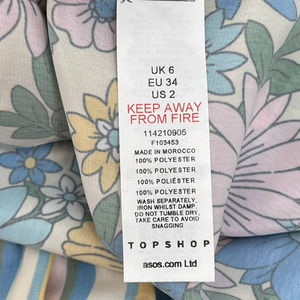 UK 6
EU 34
US 2
KEEP AWAY
FROM FIRE
114210905
F103453
MADE IN MOROCCO
100% POLYESTER
100% POLYESTER
100% POLIÉSTER
100% POLYESTER
WASH SEPARATELY,
IRON WHILST DAMP.
DO NOT TUMBLE DRY,
TAKE CARE TO AVOID
SNAGGING
TOPSHOP
asos.com Ltd